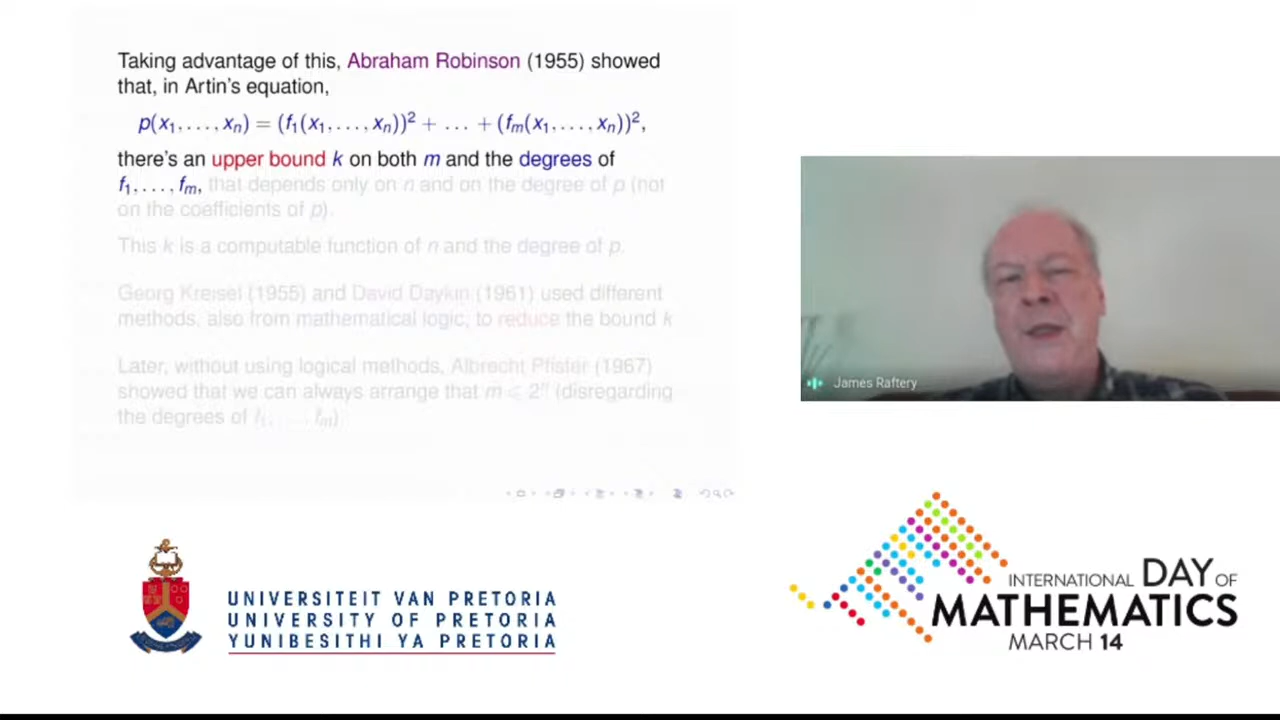 Taking advantage of this, Abraham Robinson (1955) showed
that, in Artin's equation,
p(x₁, . . . , xₙ) = (f₁(x₁, . . . , xₙ))² + . . . + (fₘ(x₁, . . . , xₙ))²,
there's an upper bound k on both m and the degrees of
f₁, . . . , fₘ, that depends only on n and on the degree of p (not
on the coefficients of p).
This k is a computable function of n and the degree of p.
Georg Kreisel (1955) and David Daykin (1961) used different
methods, also from mathematical logic, to reduce the bound k
Later, without using logical methods, Albrecht Pfister (1967)
showed that we can always arrange that m ⩽ 2ⁿ (disregarding
the degrees of f₁, . . . , fₘ)
James Raftery
UNIVERSITEIT VAN PRETORIA
UNIVERSITY OF PRETORIA
YUNIBESITHI YA PRETORIA
INTERNATIONAL DAY OF
MATHEMATICS
MARCH 14